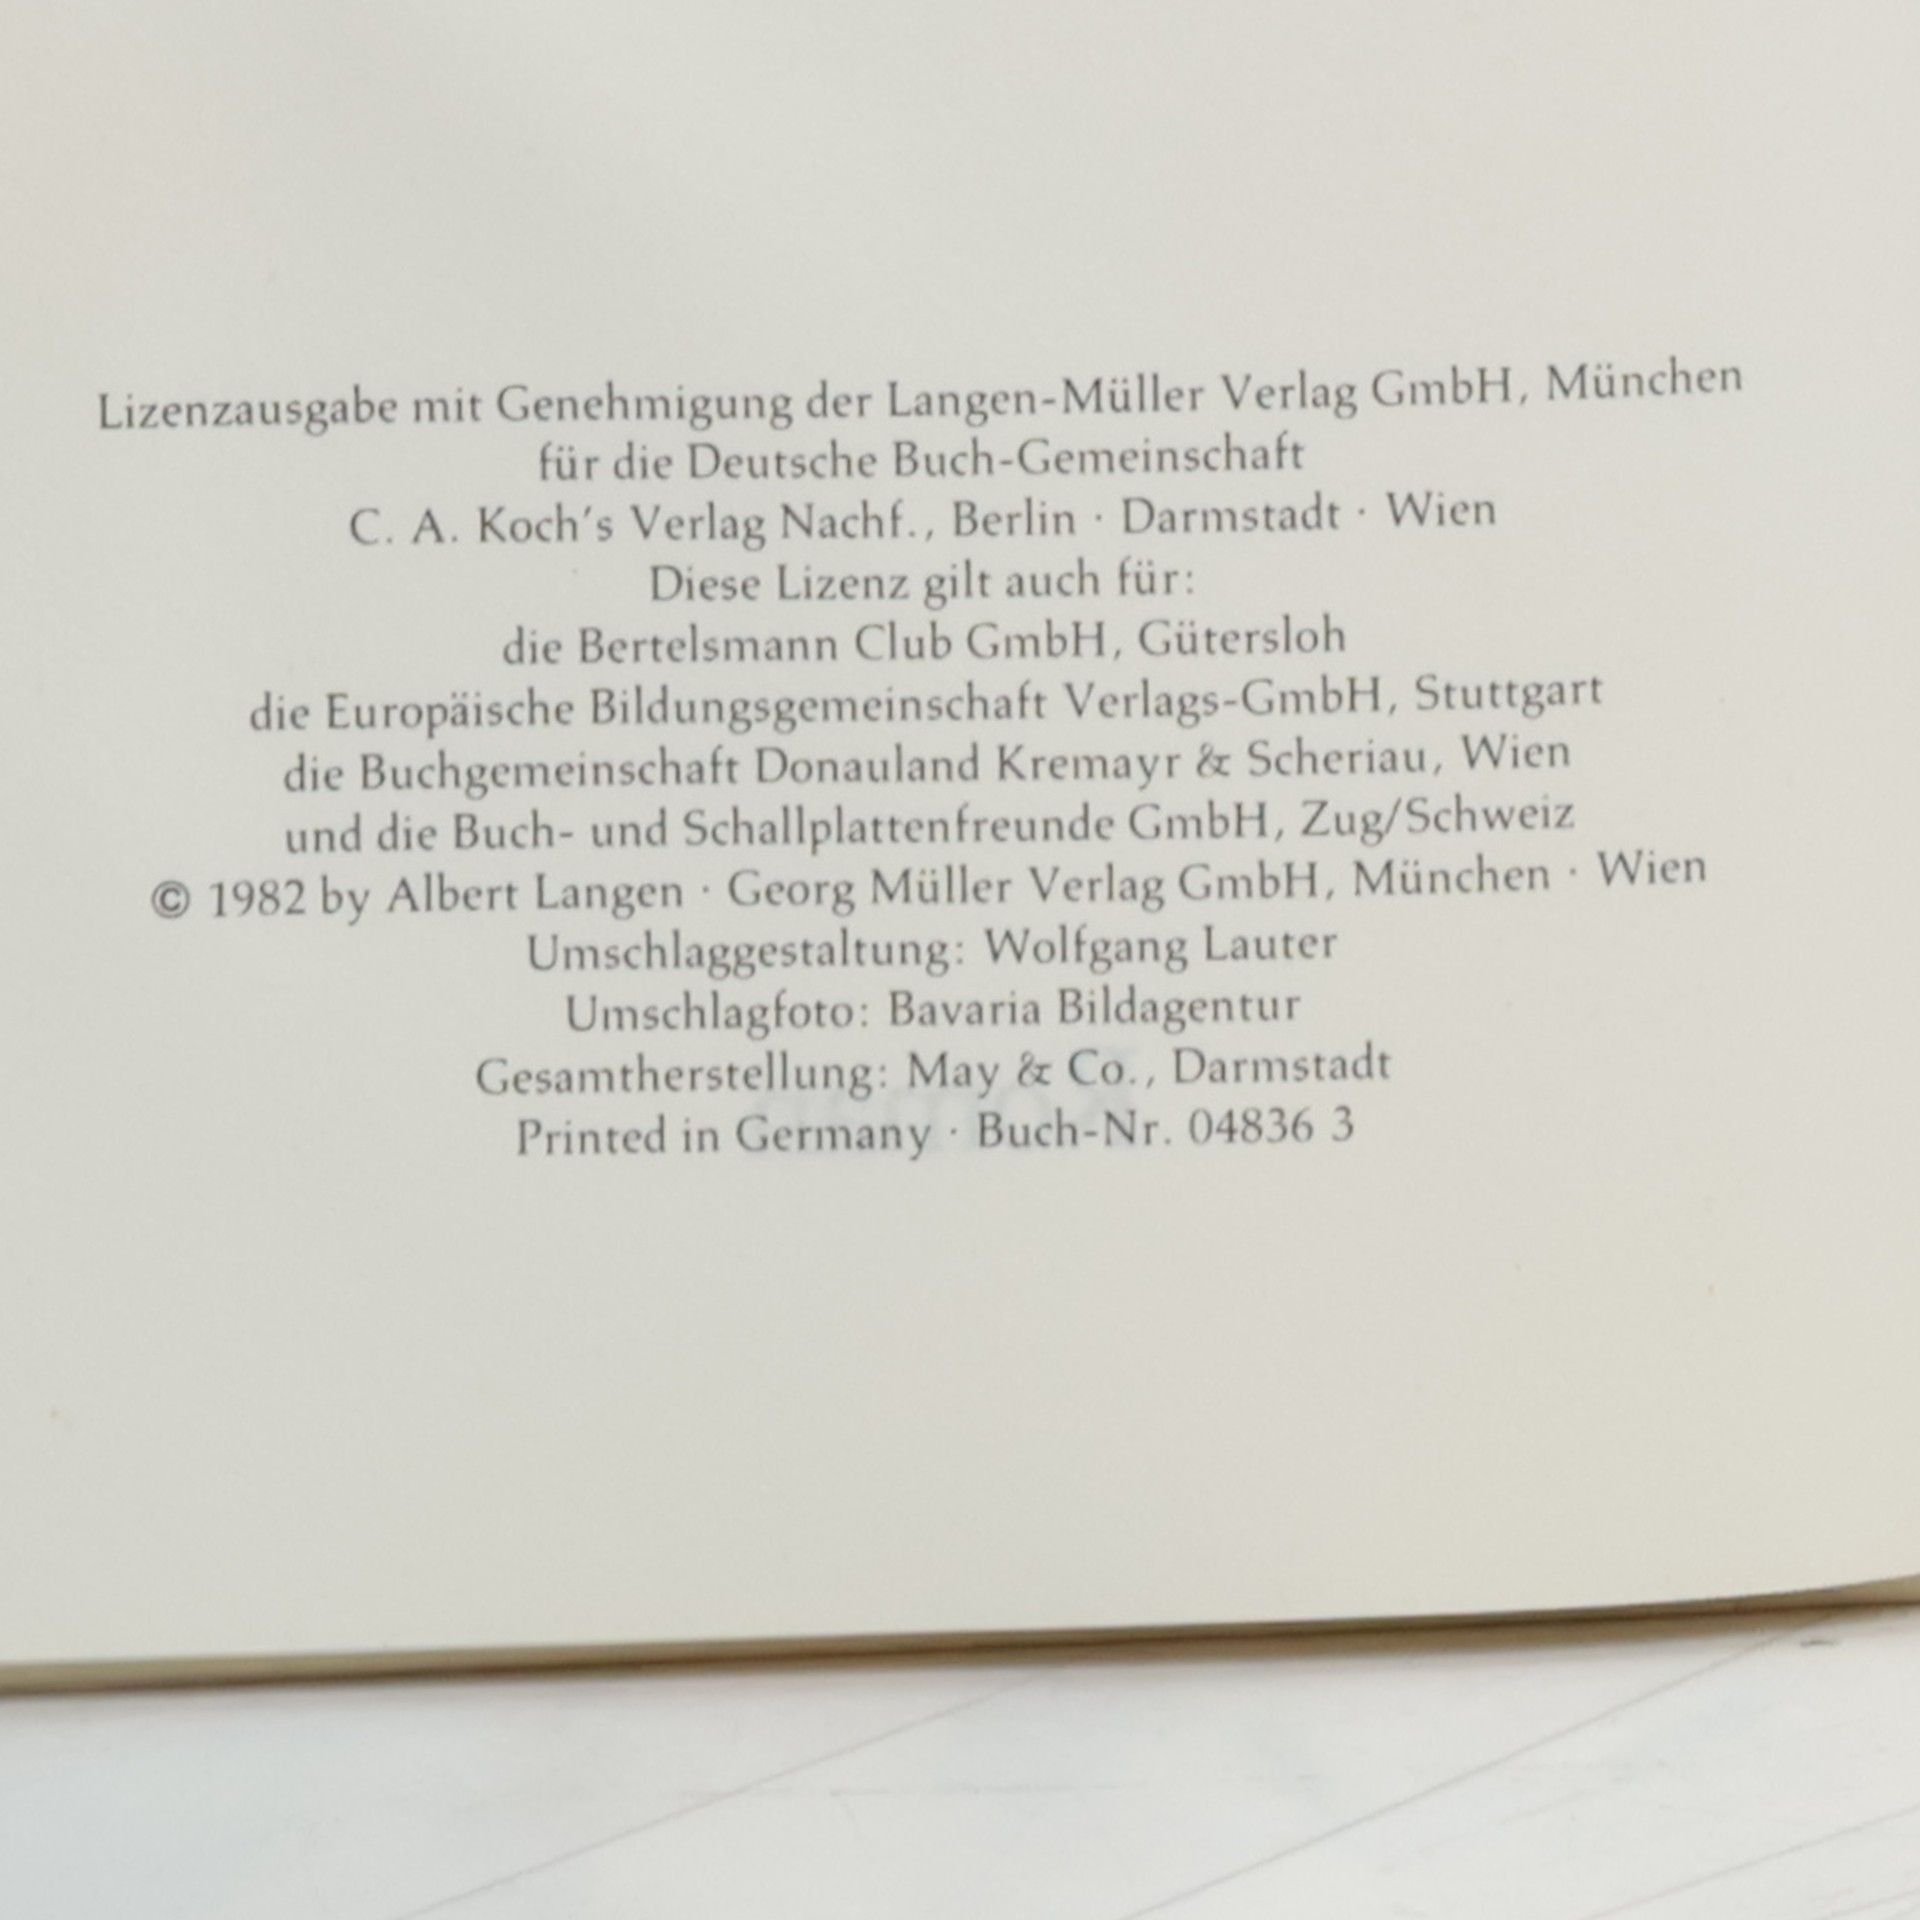 Lizenzausgabe mit Genehmigung der Langen-Müller Verlag GmbH, München
für die Deutsche Buch-Gemeinschaft
C. A. Koch's Verlag Nachf., Berlin · Darmstadt · Wien
Diese Lizenz gilt auch für:
die Bertelsmann Club GmbH, Gütersloh
die Europäische Bildungsgemeinschaft Verlags-GmbH, Stuttgart
die Buchgemeinschaft Donauland Kremayr & Scheriau, Wien
und die Buch- und Schallplattenfreunde GmbH, Zug/Schweiz
© 1982 by Albert Langen · Georg Müller Verlag GmbH, München · Wien
Umschlaggestaltung: Wolfgang Lauter
Umschlagfoto: Bavaria Bildagentur
Gesamtherstellung: May & Co., Darmstadt
Printed in Germany · Buch-Nr. 04836 3